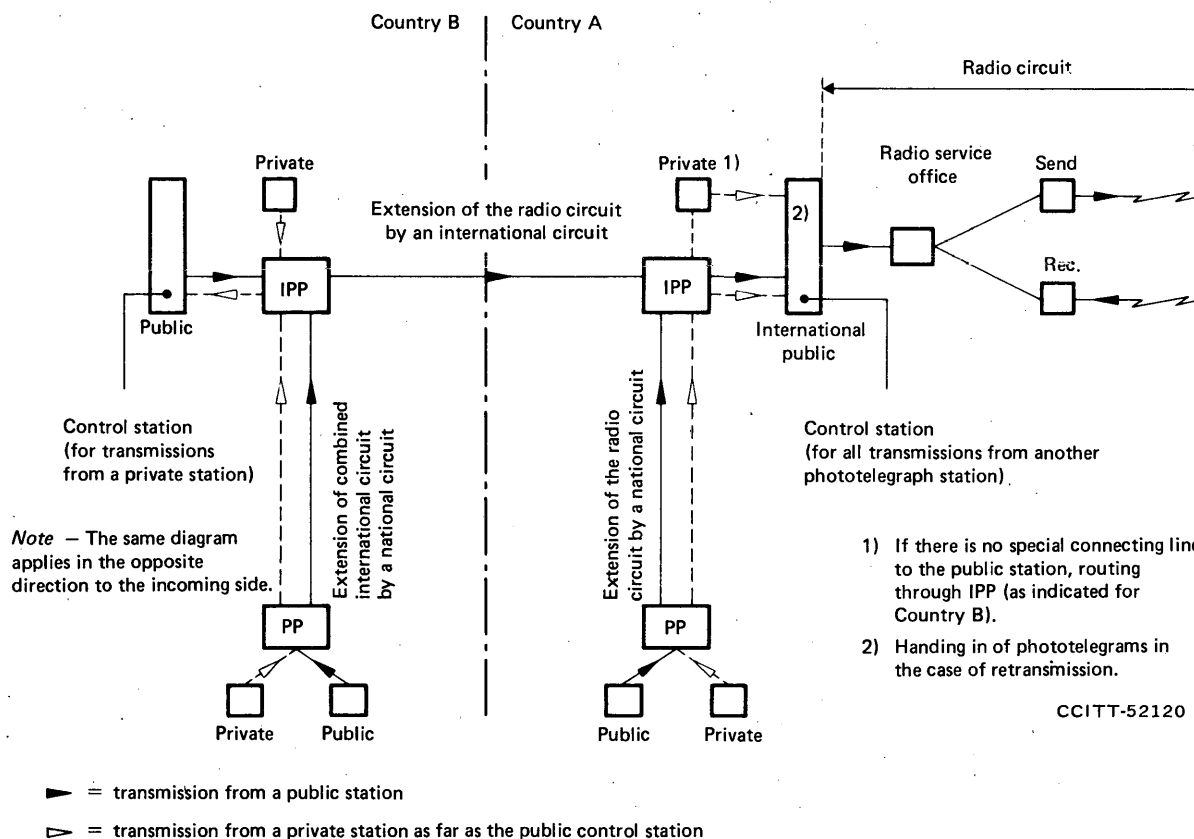 Country B
Country A
Radio circuit
Private
Private 1)
Radio service
office
Send
Extension of the radio circuit
by an international circuit
2)
IPP
IPP
Rec.
Public
International
public
Control station
(for transmissions
from a private station)
Extension of combined
international circuit
by a national circuit
Extension of the radio
circuit by a national circuit
Control station
(for all transmissions from another
phototelegraph station)
Note — The same diagram
applies in the opposite
direction to the incoming side.
1) If there is no special connecting line
to the public station, routing
through IPP (as indicated for
Country B).
2) Handing in of phototelegrams in
the case of retransmission.
PP
PP
Private
Public
Public
Private
CCITT-52120
= transmission from a public station
= transmission from a private station as far as the public control station